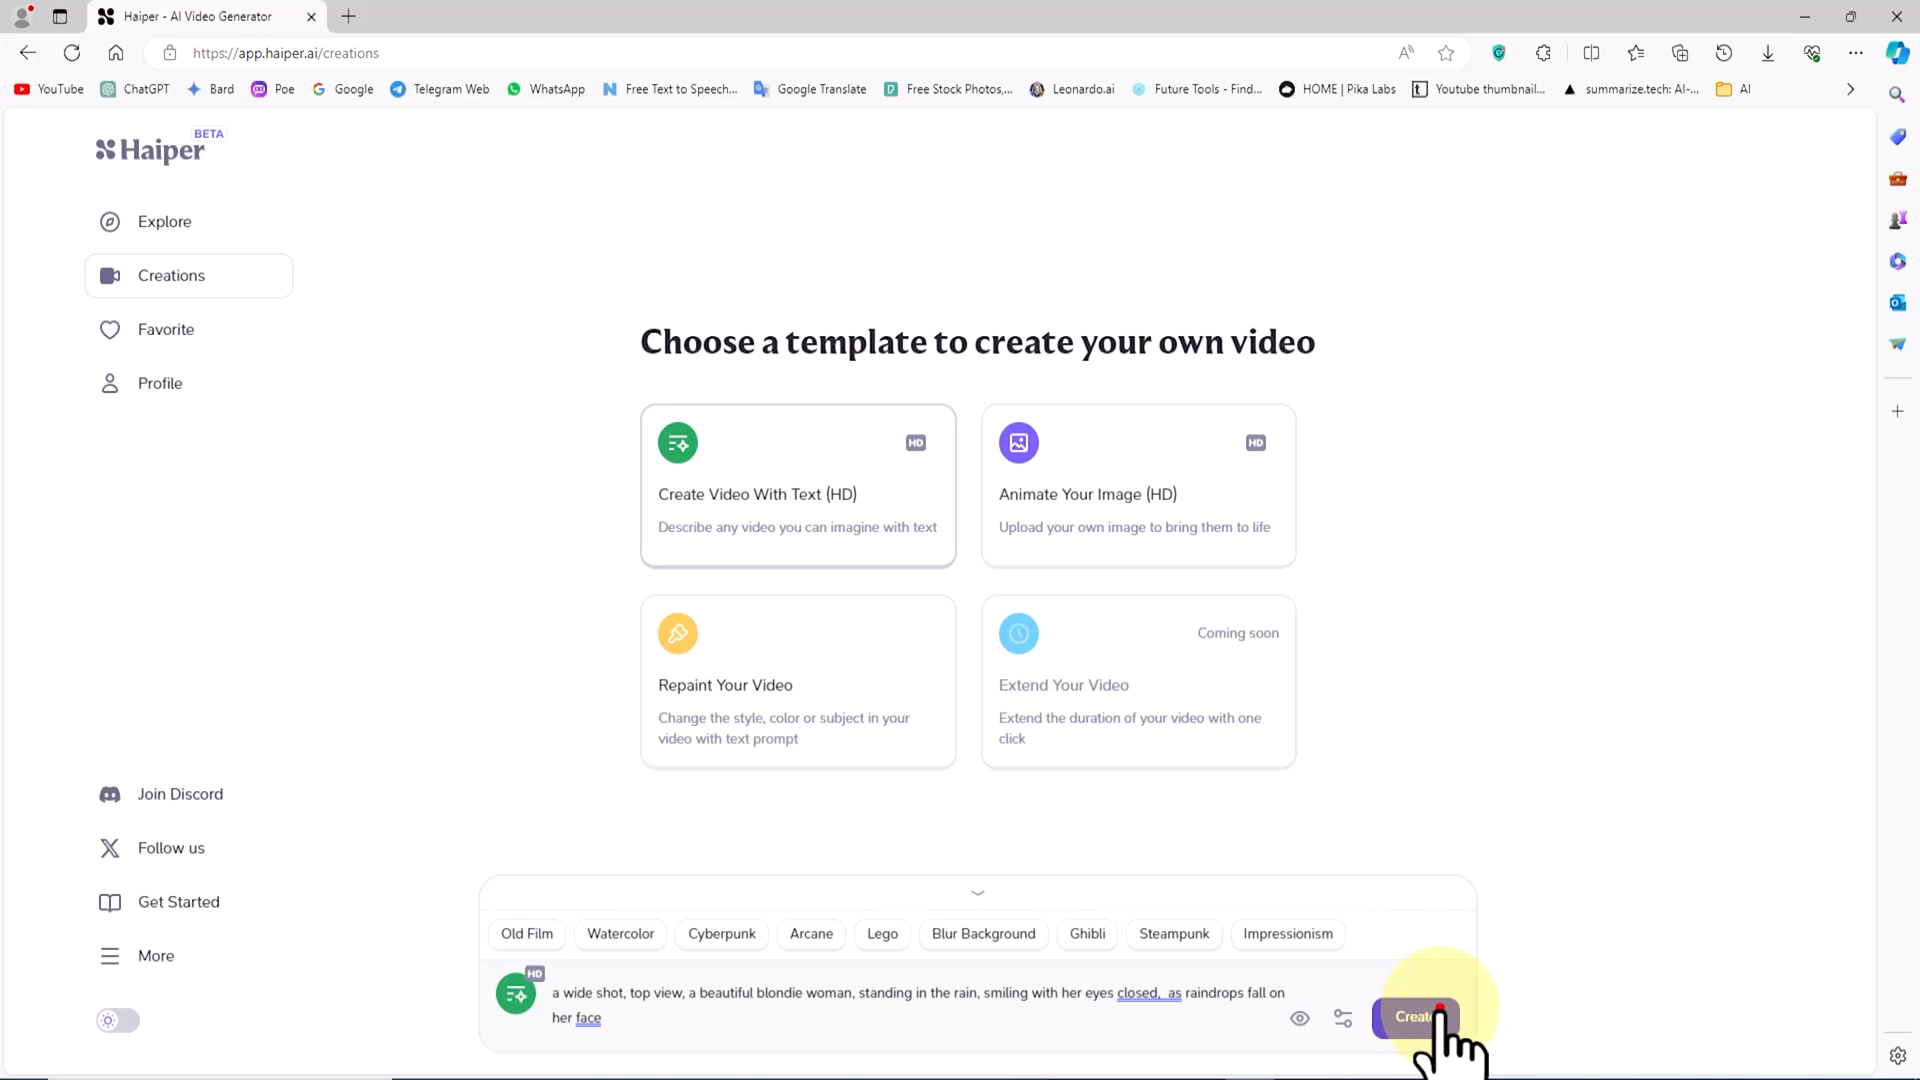 Haiper - AI Video Generator
https://app.haiper.ai/creations
YouTube
ChatGPT
Bard
Poe
Google
Telegram Web
WhatsApp
Free Text to Speech...
Google Translate
Free Stock Photos,...
Leonardo.ai
Future Tools - Find...
HOME | Pika Labs
Youtube thumbnail...
summarize.tech: AI-...
AI
Haiper
BETA
Explore
Creations
Favorite
Profile
Choose a template to create your own video
HD
Create Video With Text (HD)
Describe any video you can imagine with text
HD
Animate Your Image (HD)
Upload your own image to bring them to life
Repaint Your Video
Change the style, color or subject in your
video with text prompt
Coming soon
Extend Your Video
Extend the duration of your video with one
click
Join Discord
Follow us
Get Started
More
Old Film
Watercolor
Cyberpunk
Arcane
Lego
Blur Background
Ghibli
Steampunk
Impressionism
HD
a wide shot, top view, a beautiful blondie woman, standing in the rain, smiling with her eyes closed,  as raindrops fall on
her face